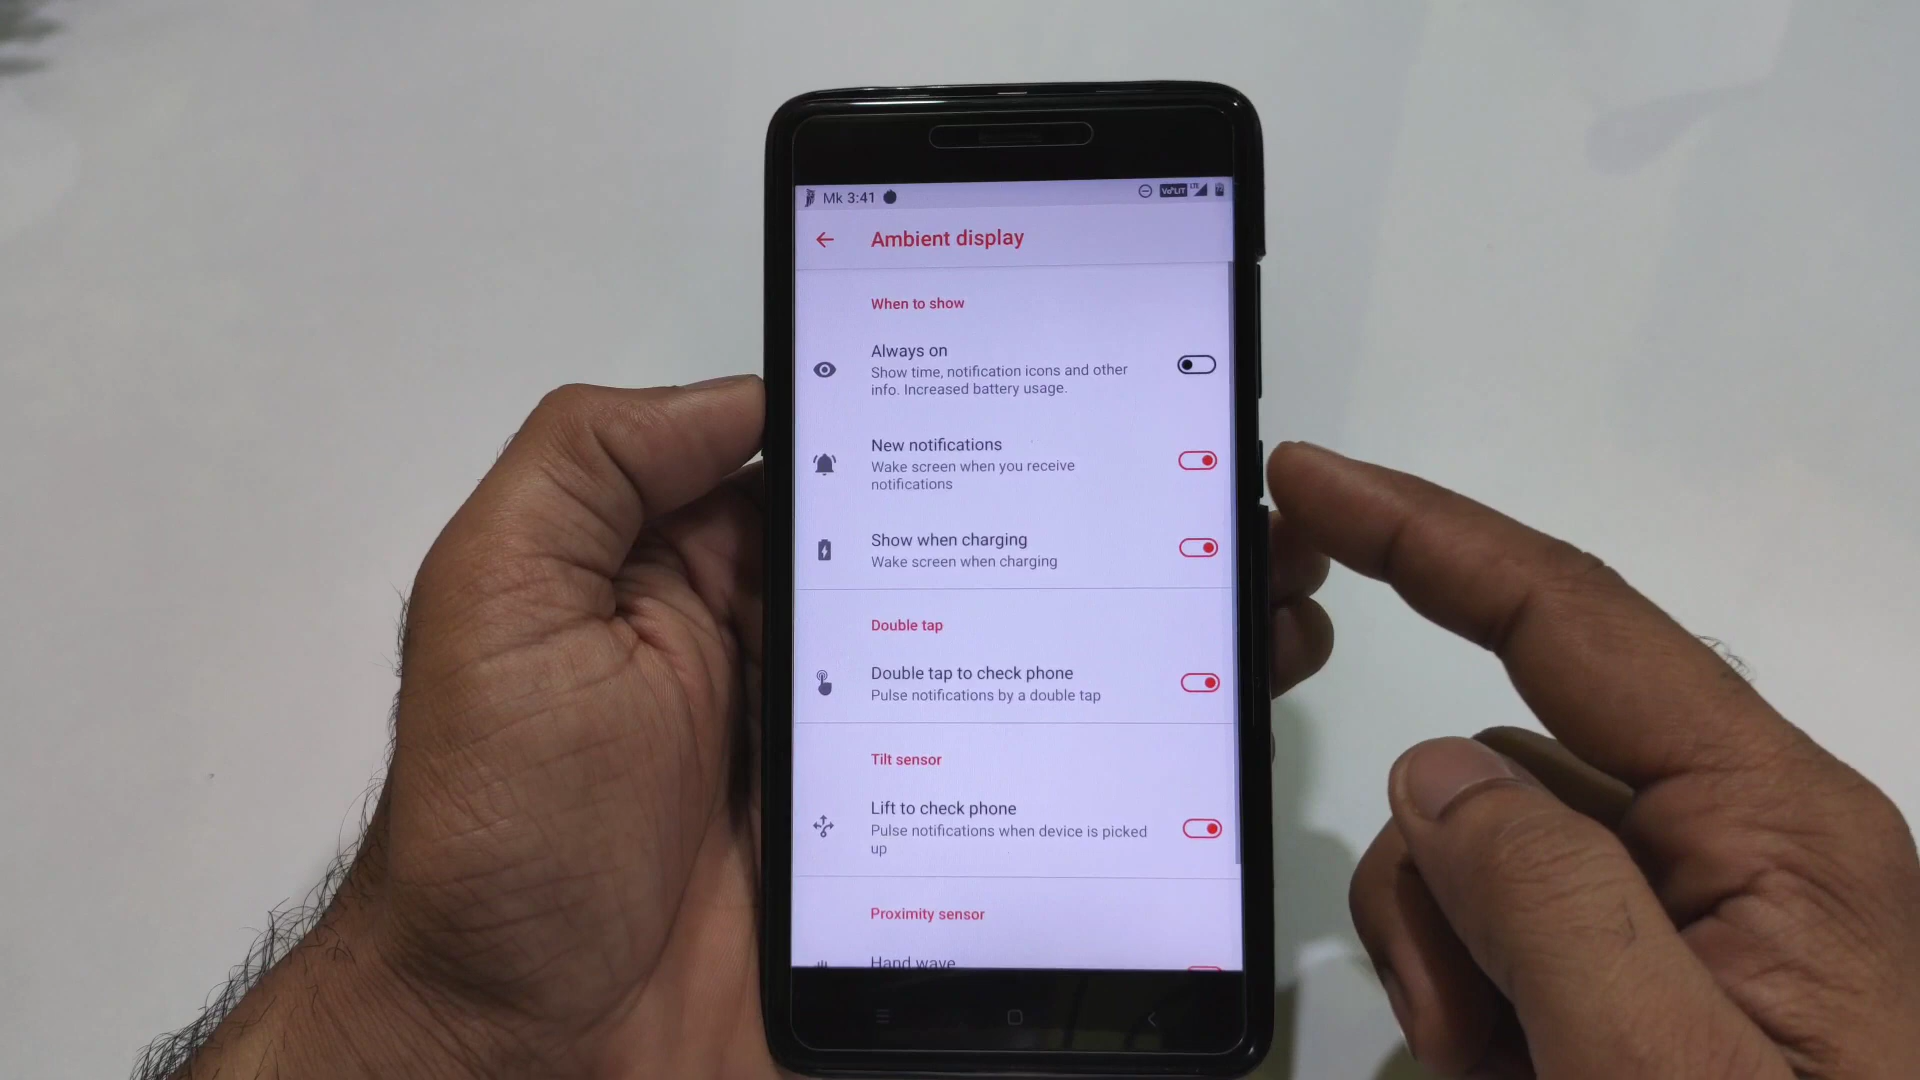 Mk 3:41
LTE
Ambient display
When to show
Always on
Show time, notification icons and other
info. Increased battery usage.
New notifications
Wake screen when you receive
notifications
Show when charging
Wake screen when charging
Double tap
Double tap to check phone
Pulse notifications by a double tap
Tilt sensor
Lift to check phone
Pulse notifications when device is picked
up
Proximity sensor
Hand wave